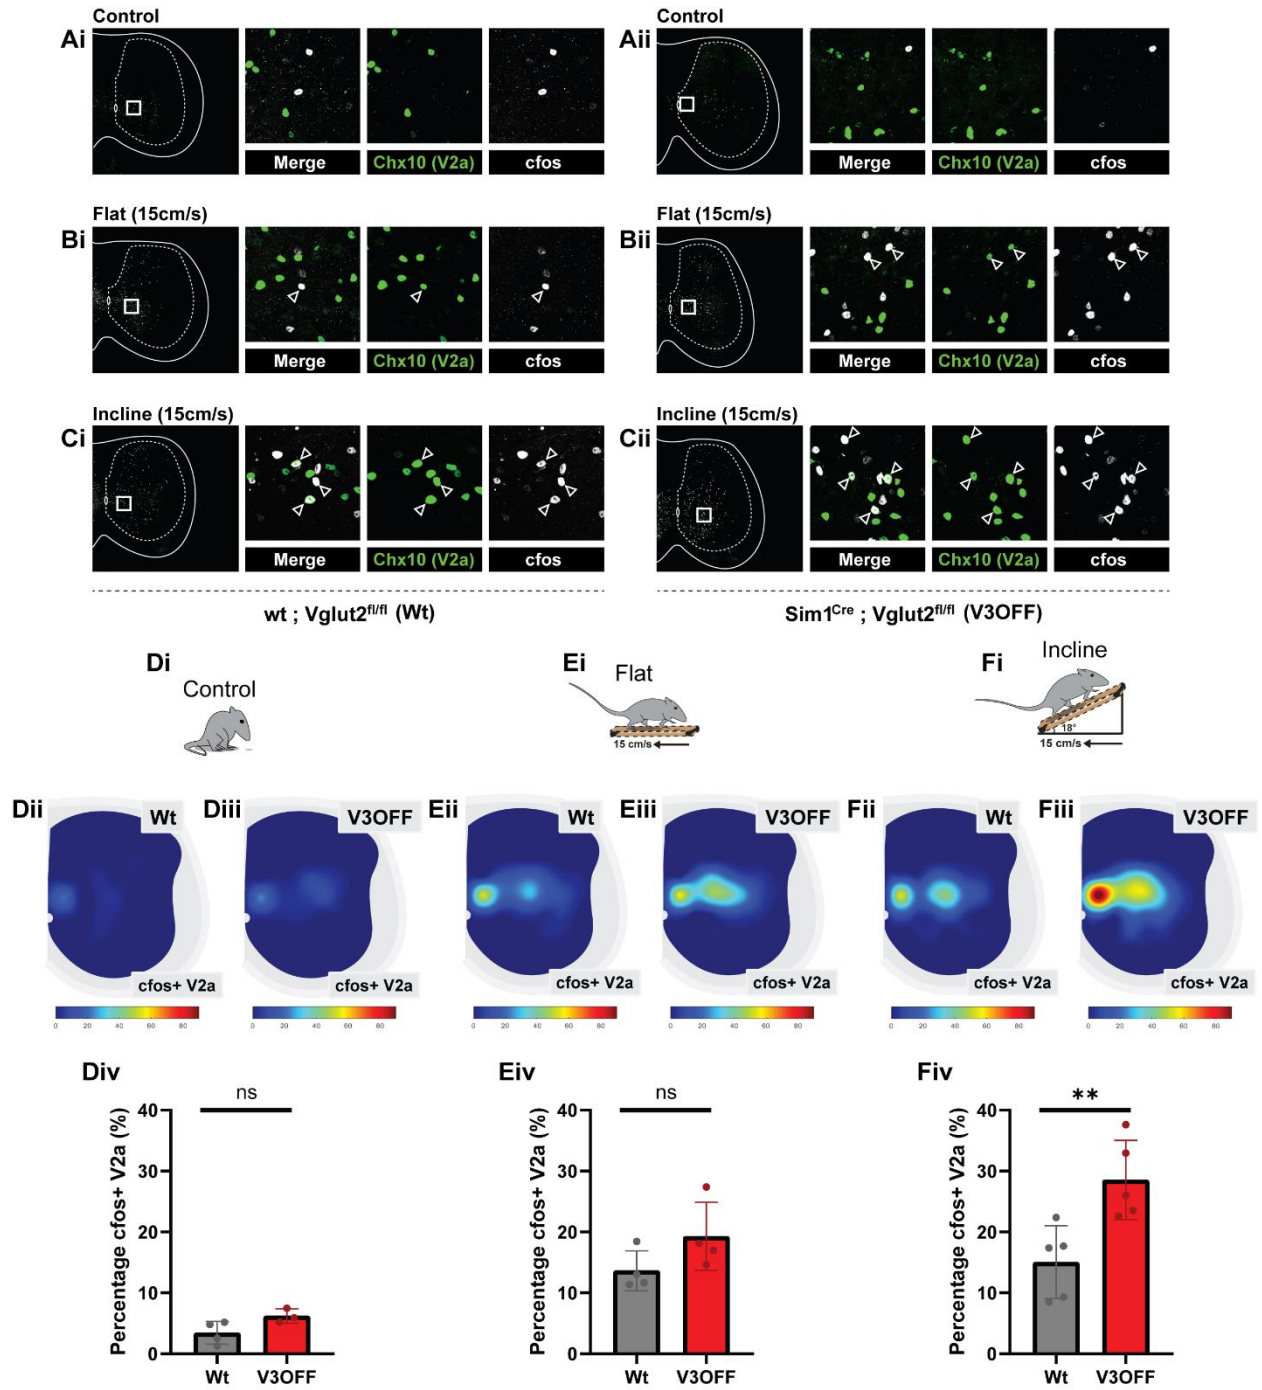 Control
Control
Ai
Aii
Merge
Chx10 (V2a)
cfos
Merge
Chx10 (V2a)
cfos
Flat (15cm/s)
Flat (15cm/s)
Bi
Bii
Merge
Chx10 (V2a)
cfos
Merge
Chx10 (V2a)
cfos
Incline (15cm/s)
Incline (15cm/s)
Ci
Cii
Merge
Chx10 (V2a)
cfos
Merge
Chx10 (V2a)
cfos
wt ; Vglut2fl/fl (Wt)
Sim1Cre ; Vglut2fl/fl (V3OFF)
Di
Control
Ei
Flat
15 cm/s
Fi
Incline
18°
15 cm/s
Dii
Wt
cfos+ V2a
0 20 40 60 80
Diii
V3OFF
cfos+ V2a
0 20 40 60 80
Eii
Wt
cfos+ V2a
0 20 40 60 80
Eiii
V3OFF
cfos+ V2a
0 20 40 60 80
Fii
Wt
cfos+ V2a
0 20 40 60 80
Fiii
V3OFF
cfos+ V2a
0 20 40 60 80
Div
ns
Percentage cfos+ V2a (%)
40
30
20
10
0
Wt V3OFF
Eiv
ns
Percentage cfos+ V2a (%)
40
30
20
10
0
Wt V3OFF
Fiv
**
Percentage cfos+ V2a (%)
40
30
20
10
0
Wt V3OFF